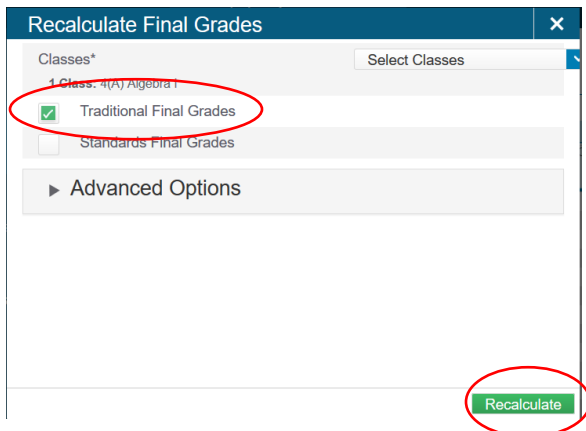 Recalculate Final Grades
Classes*
Select Classes
1 Class: 4(A) Algebra I
Traditional Final Grades
Standards Final Grades
Advanced Options
Recalculate